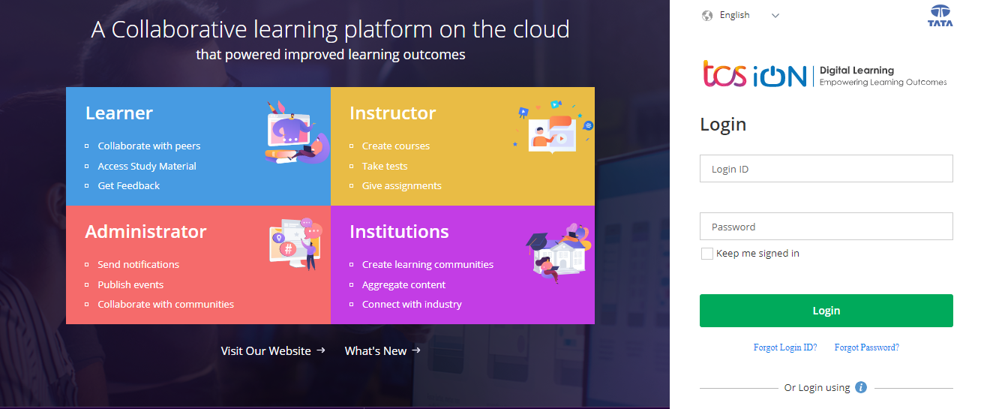 A Collaborative learning platform on the cloud
that powered improved learning outcomes
Learner
Collaborate with peers
Access Study Material
Get Feedback
Instructor
Create courses
Take tests
Give assignments
Administrator
Send notifications
Publish events
Collaborate with communities
Institutions
Create learning communities
Aggregate content
Connect with industry
Visit Our Website
What's New
English
TATA
tcs iON
Digital Learning
Empowering Learning Outcomes
Login
Login ID
Password
Keep me signed in
Login
Forgot Login ID? Forgot Password?
Or Login using